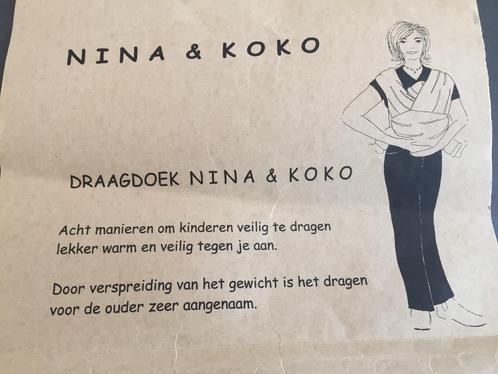 NINA & KOKO
DRAAGDOEK NINA & KOKO
Acht manieren om kinderen veilig te dragen
lekker warm en veilig tegen je aan.
Door verspreiding van het gewicht is het dragen
voor de ouder zeer aangenaam.